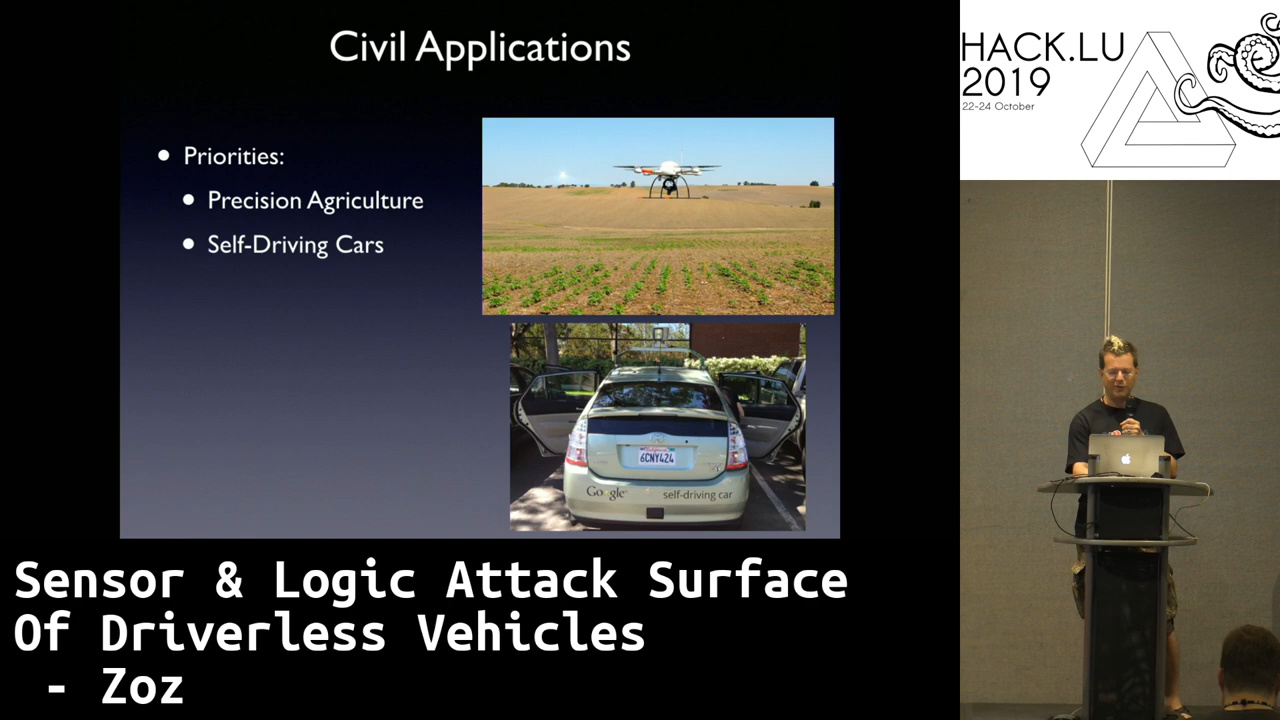 Civil Applications
• Priorities:
• Precision Agriculture
• Self-Driving Cars
California
6CNY424
Google
self-driving car
HACK.LU
2019
22-24 October
Sensor & Logic Attack Surface
Of Driverless Vehicles
- Zoz